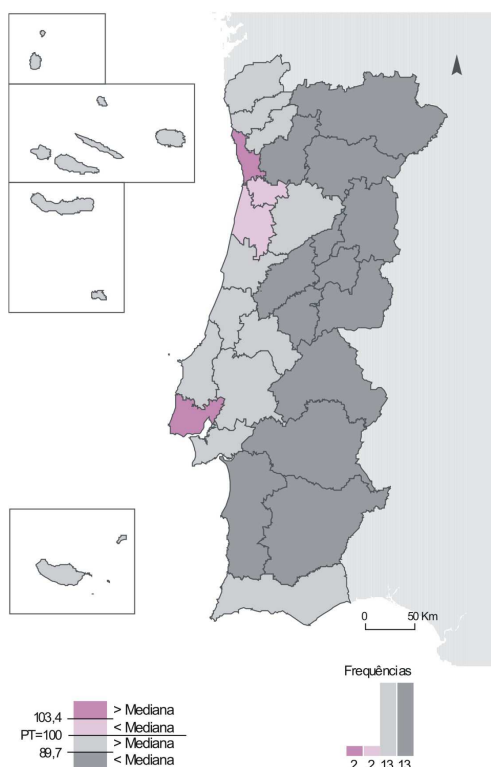 0 50 Km
Frequências
> Mediana
103,4
< Mediana
PT=100
> Mediana
89,7
< Mediana
2 2 13 13